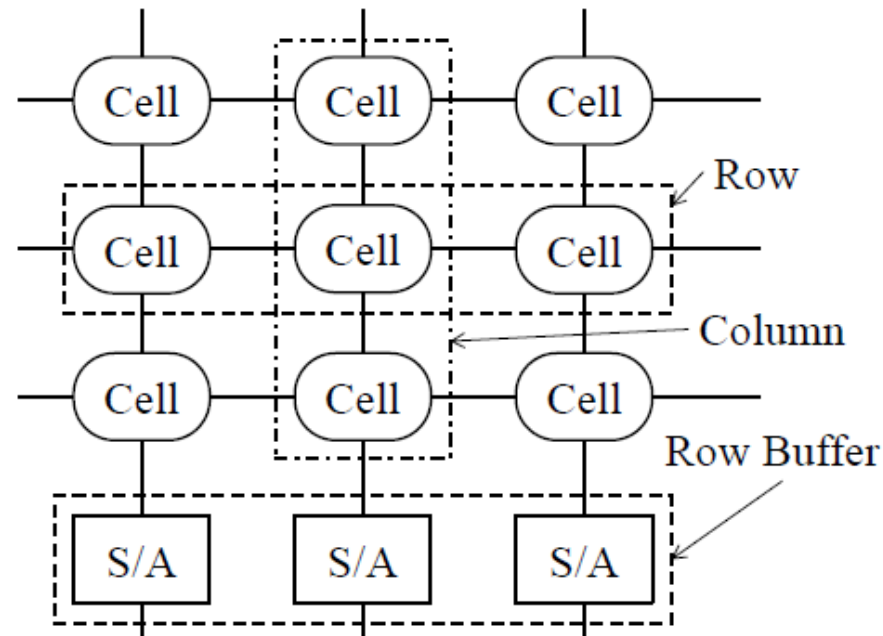 Cell Cell Cell
Row
Cell Cell Cell
Column
Cell Cell Cell
Row Buffer
S/A S/A S/A